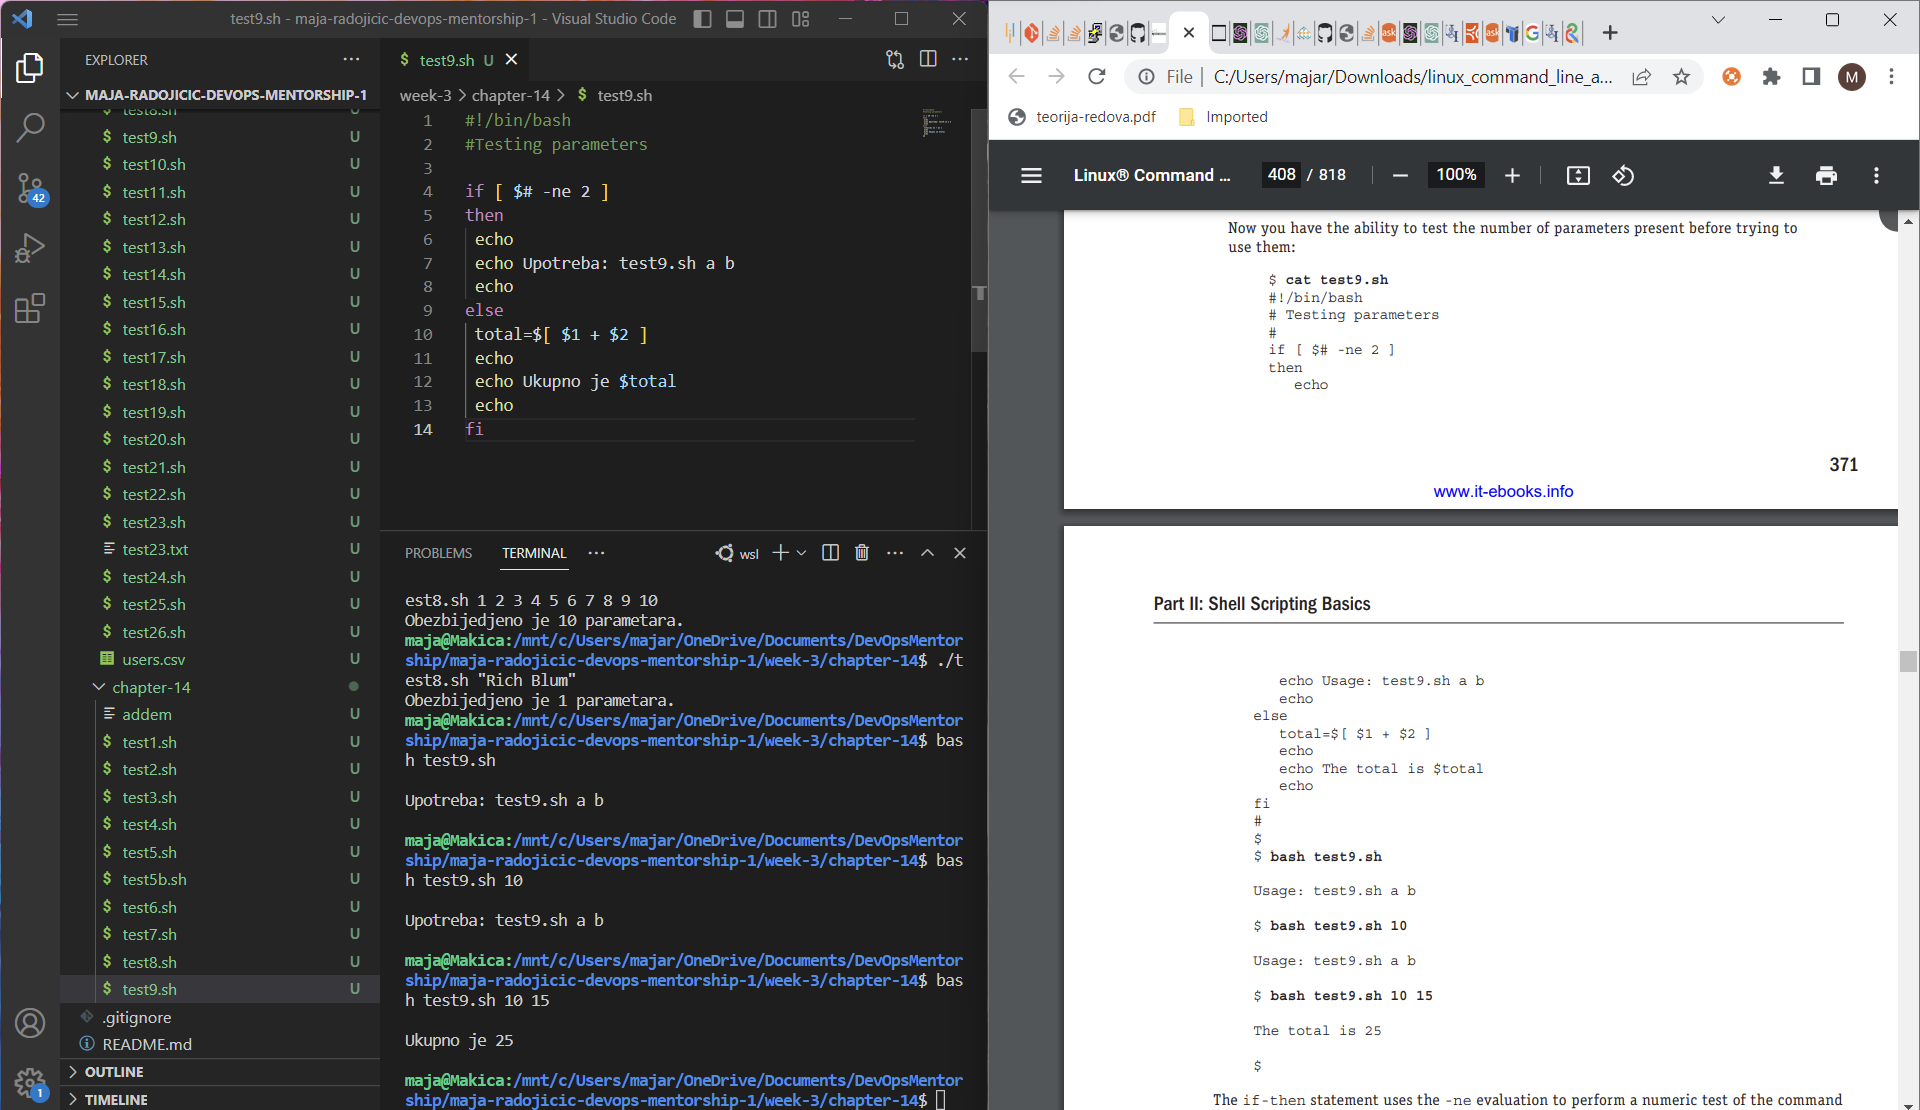 test9.sh - maja-radojicic-devops-mentorship-1 - Visual Studio Code
EXPLORER
MAJA-RADOJICIC-DEVOPS-MENTORSHIP-1
test8.sh U
$ test9.sh U
$ test10.sh U
$ test11.sh U
$ test12.sh U
$ test13.sh U
$ test14.sh U
$ test15.sh U
$ test16.sh U
$ test17.sh U
$ test18.sh U
$ test19.sh U
$ test20.sh U
$ test21.sh U
$ test22.sh U
$ test23.sh U
test23.txt U
$ test24.sh U
$ test25.sh U
$ test26.sh U
users.csv U
chapter-14
addem U
$ test1.sh U
$ test2.sh U
$ test3.sh U
$ test4.sh U
$ test5.sh U
$ test5b.sh U
$ test6.sh U
$ test7.sh U
$ test8.sh U
$ test9.sh U
.gitignore
README.md
OUTLINE
TIMELINE
42
1
$ test9.sh U
week-3 > chapter-14 > $ test9.sh
1 #!/bin/bash
2 #Testing parameters
3
4 if [ $# -ne 2 ]
5 then
6 echo
7 echo Upotreba: test9.sh a b
8 echo
9 else
10 total=$[ $1 + $2 ]
11 echo
12 echo Ukupno je $total
13 echo
14 fi
PROBLEMS TERMINAL ... wsl
est8.sh 1 2 3 4 5 6 7 8 9 10
Obezbijedjeno je 10 parametara.
maja@Makica:/mnt/c/Users/majar/OneDrive/Documents/DevOpsMentor
ship/maja-radojicic-devops-mentorship-1/week-3/chapter-14$ ./t
est8.sh "Rich Blum"
Obezbijedjeno je 1 parametara.
maja@Makica:/mnt/c/Users/majar/OneDrive/Documents/DevOpsMentor
ship/maja-radojicic-devops-mentorship-1/week-3/chapter-14$ bas
h test9.sh

Upotreba: test9.sh a b

maja@Makica:/mnt/c/Users/majar/OneDrive/Documents/DevOpsMentor
ship/maja-radojicic-devops-mentorship-1/week-3/chapter-14$ bas
h test9.sh 10

Upotreba: test9.sh a b

maja@Makica:/mnt/c/Users/majar/OneDrive/Documents/DevOpsMentor
ship/maja-radojicic-devops-mentorship-1/week-3/chapter-14$ bas
h test9.sh 10 15

Ukupno je 25

maja@Makica:/mnt/c/Users/majar/OneDrive/Documents/DevOpsMentor
ship/maja-radojicic-devops-mentorship-1/week-3/chapter-14$
File | C:/Users/majar/Downloads/linux_command_line_a...
M
teorija-redova.pdf Imported
Linux® Command ... 408 / 818 100%
Now you have the ability to test the number of parameters present before trying to
use them:
$ cat test9.sh
#!/bin/bash
# Testing parameters
#
if [ $# -ne 2 ]
then
echo
371
www.it-ebooks.info
Part II: Shell Scripting Basics
echo Usage: test9.sh a b
echo
else
total=$[ $1 + $2 ]
echo
echo The total is $total
echo
fi
#
$
$ bash test9.sh
Usage: test9.sh a b
$ bash test9.sh 10
Usage: test9.sh a b
$ bash test9.sh 10 15
The total is 25
$
The if-then statement uses the -ne evaluation to perform a numeric test of the command